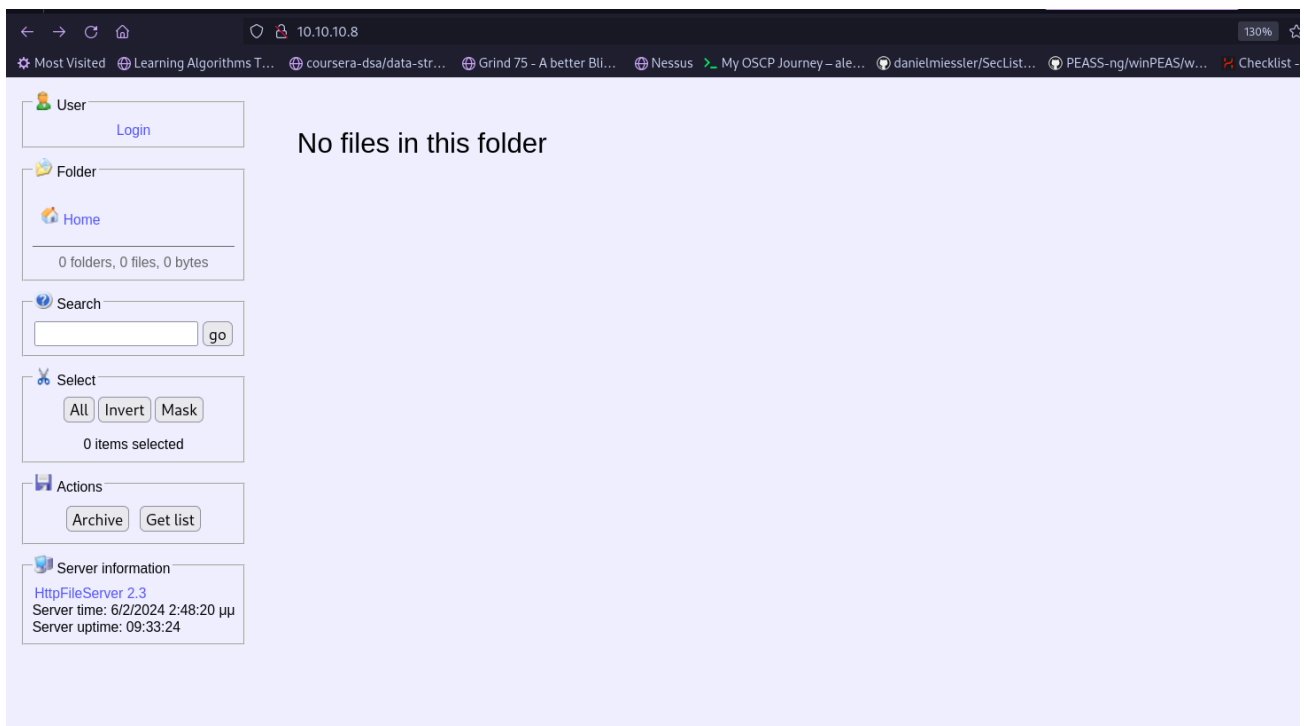 10.10.10.8
130%
Most Visited Learning Algorithms T... coursera-dsa/data-str... Grind 75 - A better Bli... Nessus My OSCP Journey – ale... danielmiessler/SecList... PEASS-ng/winPEAS/w... Checklist -
User
Login
No files in this folder
Folder
Home
0 folders, 0 files, 0 bytes
Search
go
Select
All Invert Mask
0 items selected
Actions
Archive Get list
Server information
HttpFileServer 2.3
Server time: 6/2/2024 2:48:20 μμ
Server uptime: 09:33:24